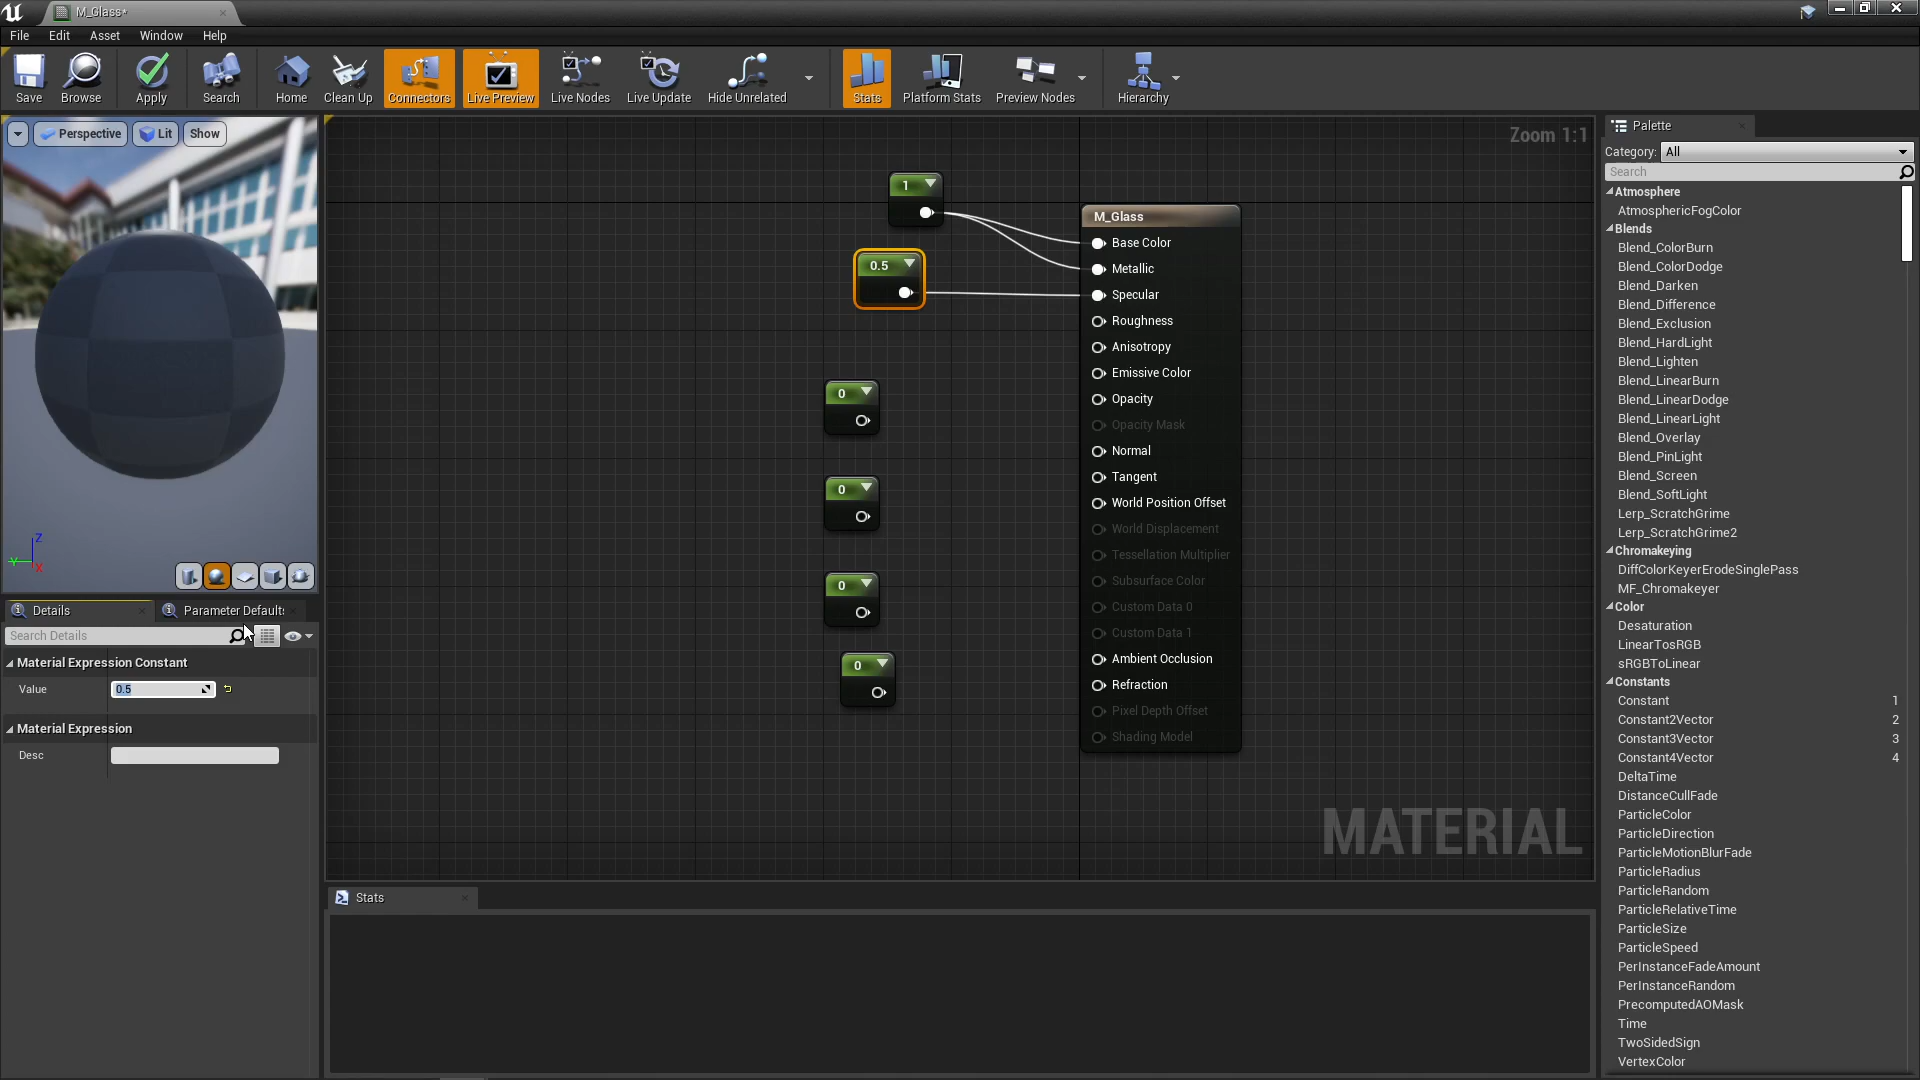 M_Glass*
File Edit Asset Window Help
Save Browse Apply Search Home Clean Up Connectors Live Preview Live Nodes Live Update Hide Unrelated Stats Platform Stats Preview Nodes Hierarchy
Perspective Lit Show
Z
Y
X
Details Parameter Defaults
Search Details
Material Expression Constant
Value 0.5
Material Expression
Desc
Zoom 1:1
1
0.5
0
0
0
0
M_Glass
Base Color
Metallic
Specular
Roughness
Anisotropy
Emissive Color
Opacity
Opacity Mask
Normal
Tangent
World Position Offset
World Displacement
Tessellation Multiplier
Subsurface Color
Custom Data 0
Custom Data 1
Ambient Occlusion
Refraction
Pixel Depth Offset
Shading Model
MATERIAL
Stats
Palette
Category: All
Search
Atmosphere
AtmosphericFogColor
Blends
Blend_ColorBurn
Blend_ColorDodge
Blend_Darken
Blend_Difference
Blend_Exclusion
Blend_HardLight
Blend_Lighten
Blend_LinearBurn
Blend_LinearDodge
Blend_LinearLight
Blend_Overlay
Blend_PinLight
Blend_Screen
Blend_SoftLight
Lerp_ScratchGrime
Lerp_ScratchGrime2
Chromakeying
DiffColorKeyerErodeSinglePass
MF_Chromakeyer
Color
Desaturation
LinearTosRGB
sRGBToLinear
Constants
Constant 1
Constant2Vector 2
Constant3Vector 3
Constant4Vector 4
DeltaTime
DistanceCullFade
ParticleColor
ParticleDirection
ParticleMotionBlurFade
ParticleRadius
ParticleRandom
ParticleRelativeTime
ParticleSize
ParticleSpeed
PerInstanceFadeAmount
PerInstanceRandom
PrecomputedAOMask
Time
TwoSidedSign
VertexColor